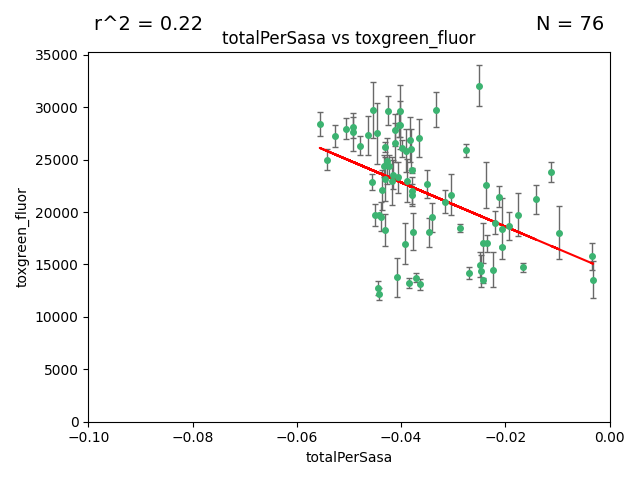 r^2 = 0.22
N = 76
totalPerSasa vs toxgreen_fluor
35000
30000
25000
20000
15000
10000
5000
0
toxgreen_fluor
−0.10
−0.08
−0.06
−0.04
−0.02
0.00
totalPerSasa